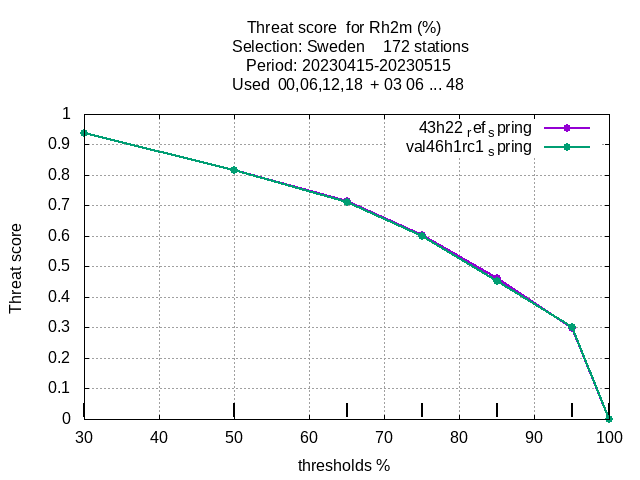 Threat score  for Rh2m (%)
Selection: Sweden    172 stations
Period: 20230415-20230515
Used  00,06,12,18  + 03 06 ... 48
43h22 refspring
val46h1rc1 spring
1
0.9
0.8
0.7
0.6
0.5
0.4
0.3
0.2
0.1
0
Threat score
30 40 50 60 70 80 90 100
thresholds %